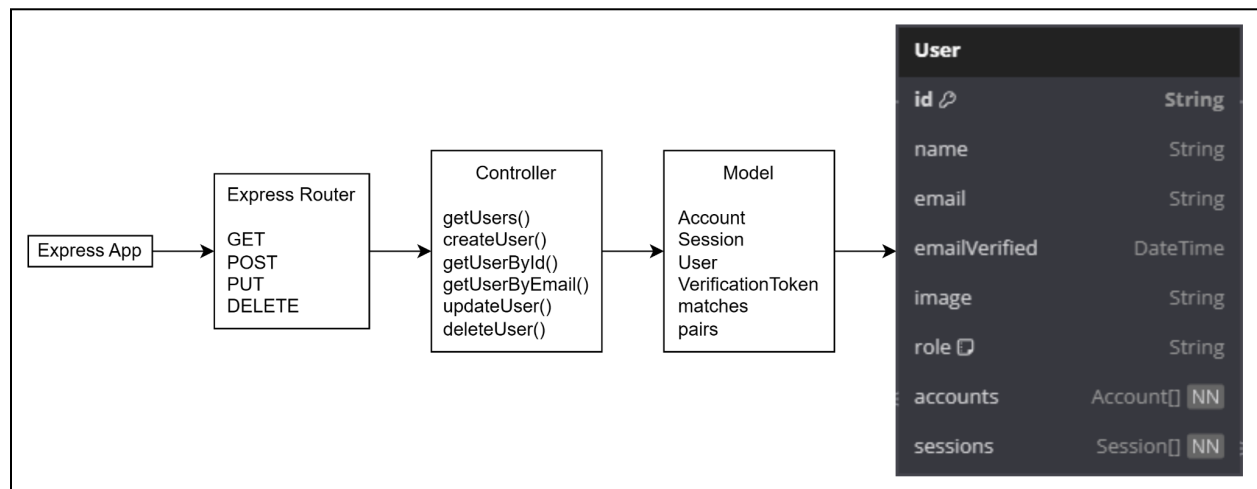 Express App
Express Router
GET
POST
PUT
DELETE
Controller
getUsers()
createUser()
getUserById()
getUserByEmail()
updateUser()
deleteUser()
Model
Account
Session
User
VerificationToken
matches
pairs
User
id String
name String
email String
emailVerified DateTime
image String
role String
accounts Account[] NN
sessions Session[] NN